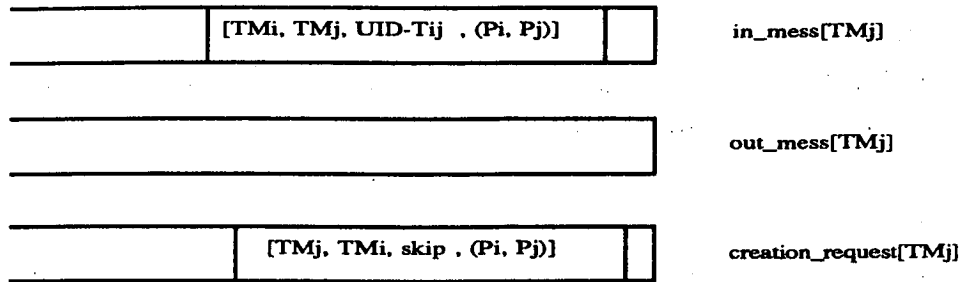 [TMi, TMj, UID-Tij , (Pi, Pj)] in_mess[TMj]
out_mess[TMj]
[TMj, TMi, skip , (Pi, Pj)] creation_request[TMj]